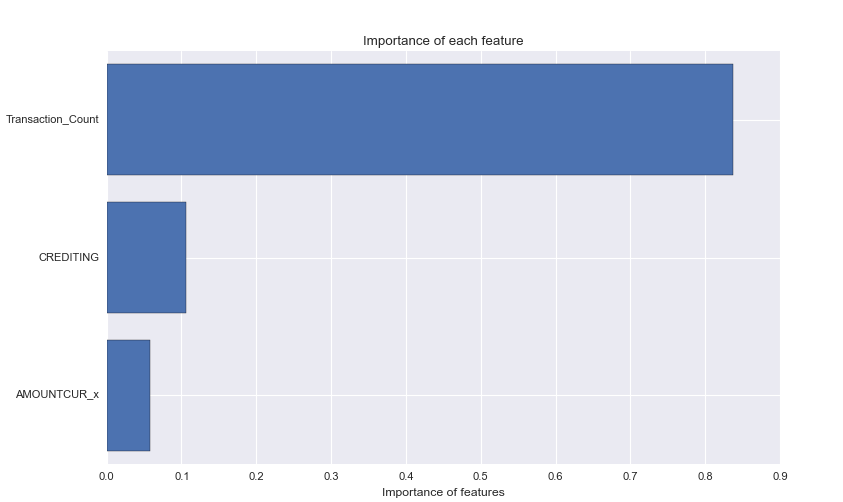 Importance of each feature
Transaction_Count
CREDITING
AMOUNTCUR_x
0.0 0.1 0.2 0.3 0.4 0.5 0.6 0.7 0.8 0.9
Importance of features